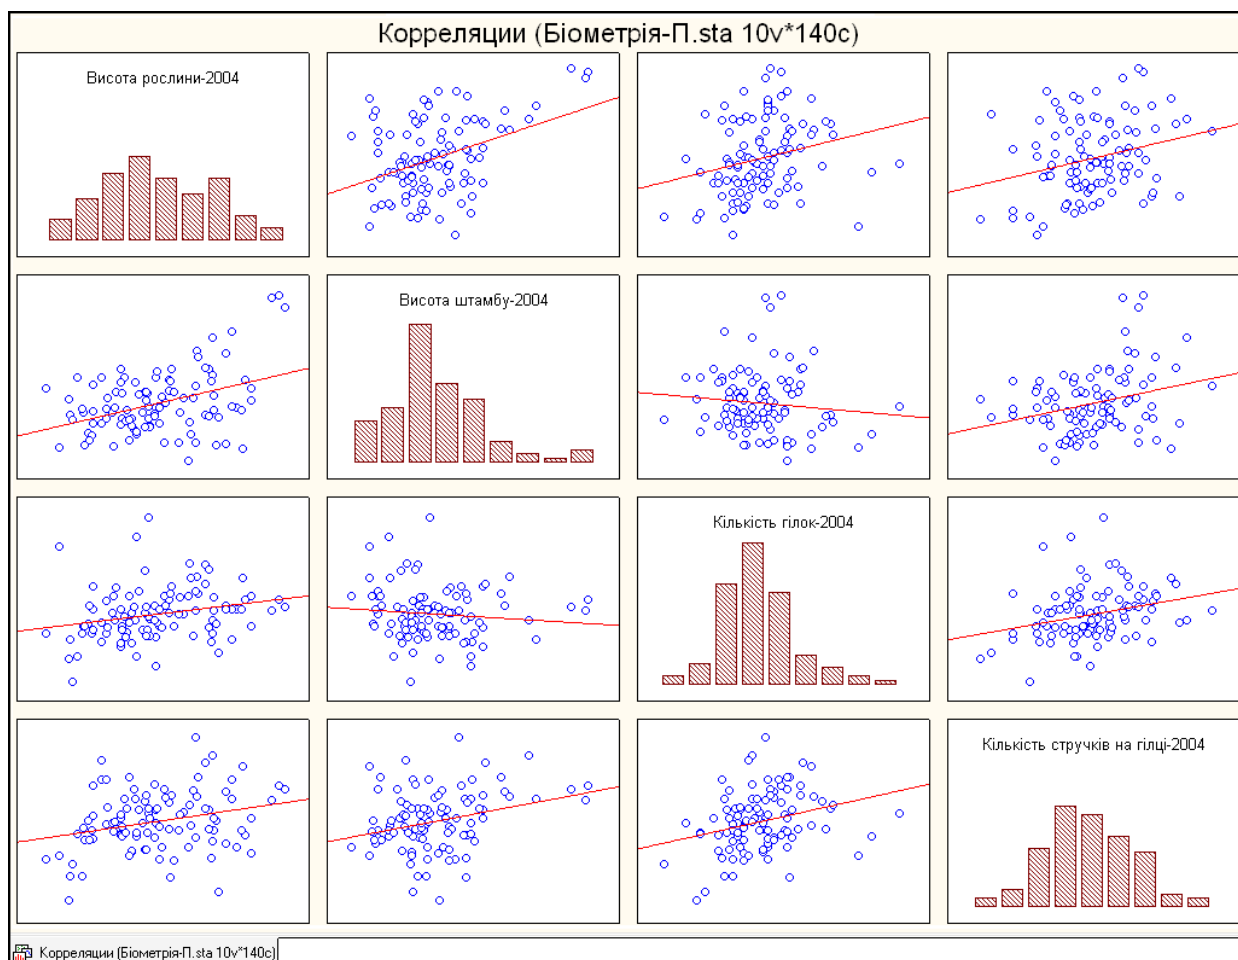 Корреляции (Біометрія-П.sta 10v*140c)
Висота рослини-2004
Висота штамбу-2004
Кількість гілок-2004
Кількість стручків на гілці-2004
Корреляции (Біометрія-П.sta 10v*140c)